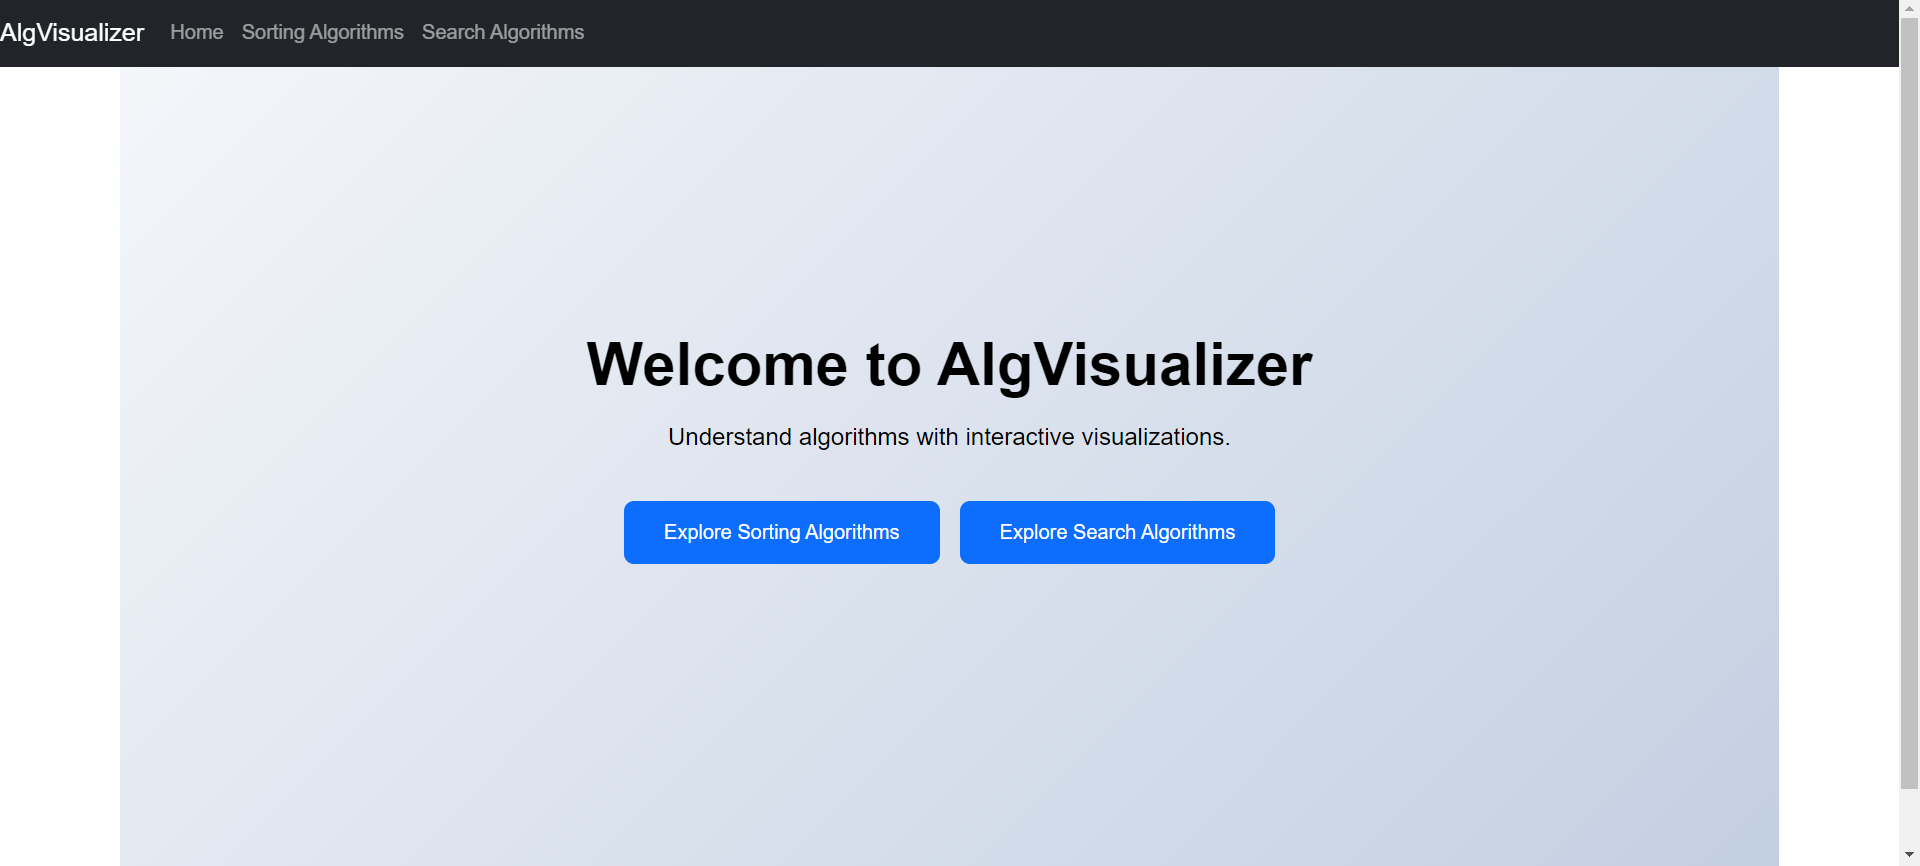 AlgVisualizer Home Sorting Algorithms Search Algorithms
Welcome to AlgVisualizer
Understand algorithms with interactive visualizations.
Explore Sorting Algorithms Explore Search Algorithms